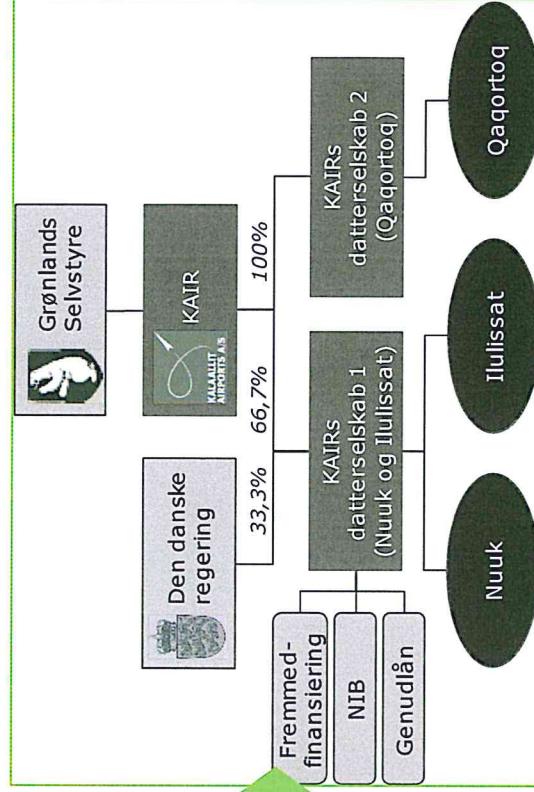 Grønlands
Selvstyre
Den danske
regering
KAIR
KALAALLIT
AIRPORTS A/S
33,3%
66,7%
100%
Fremmed-
finansiering
NIB
Genudlån
KAIRs
datterselskab 1
(Nuuk og Ilulissat)
KAIRs
datterselskab 2
(Qaqortoq)
Nuuk
Ilulissat
Qaqortoq